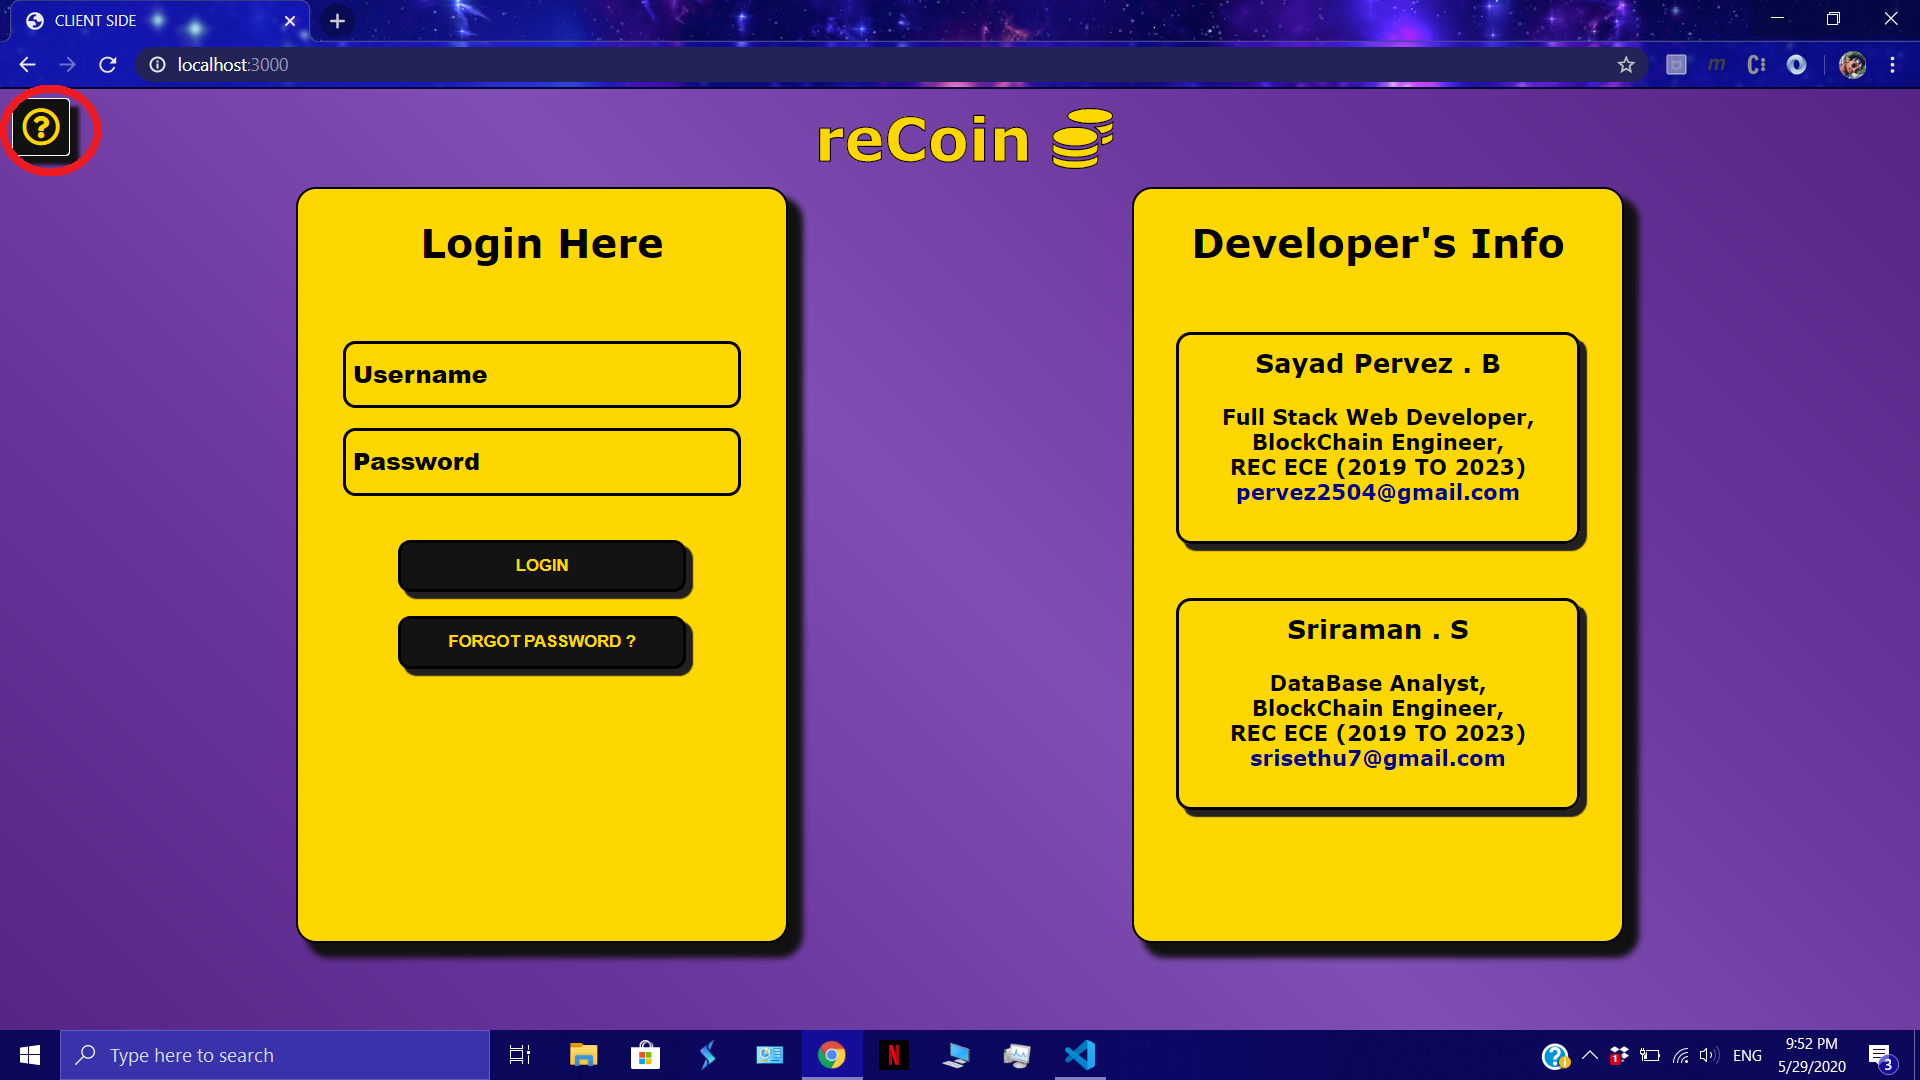 CLIENT SIDE
localhost:3000
reCoin
Login Here
Username
Password
LOGIN
FORGOT PASSWORD ?
Developer's Info
Sayad Pervez . B
Full Stack Web Developer,
BlockChain Engineer,
REC ECE (2019 TO 2023)
pervez2504@gmail.com
Sriraman . S
DataBase Analyst,
BlockChain Engineer,
REC ECE (2019 TO 2023)
srisethu7@gmail.com
Type here to search
ENG
9:52 PM
5/29/2020
3